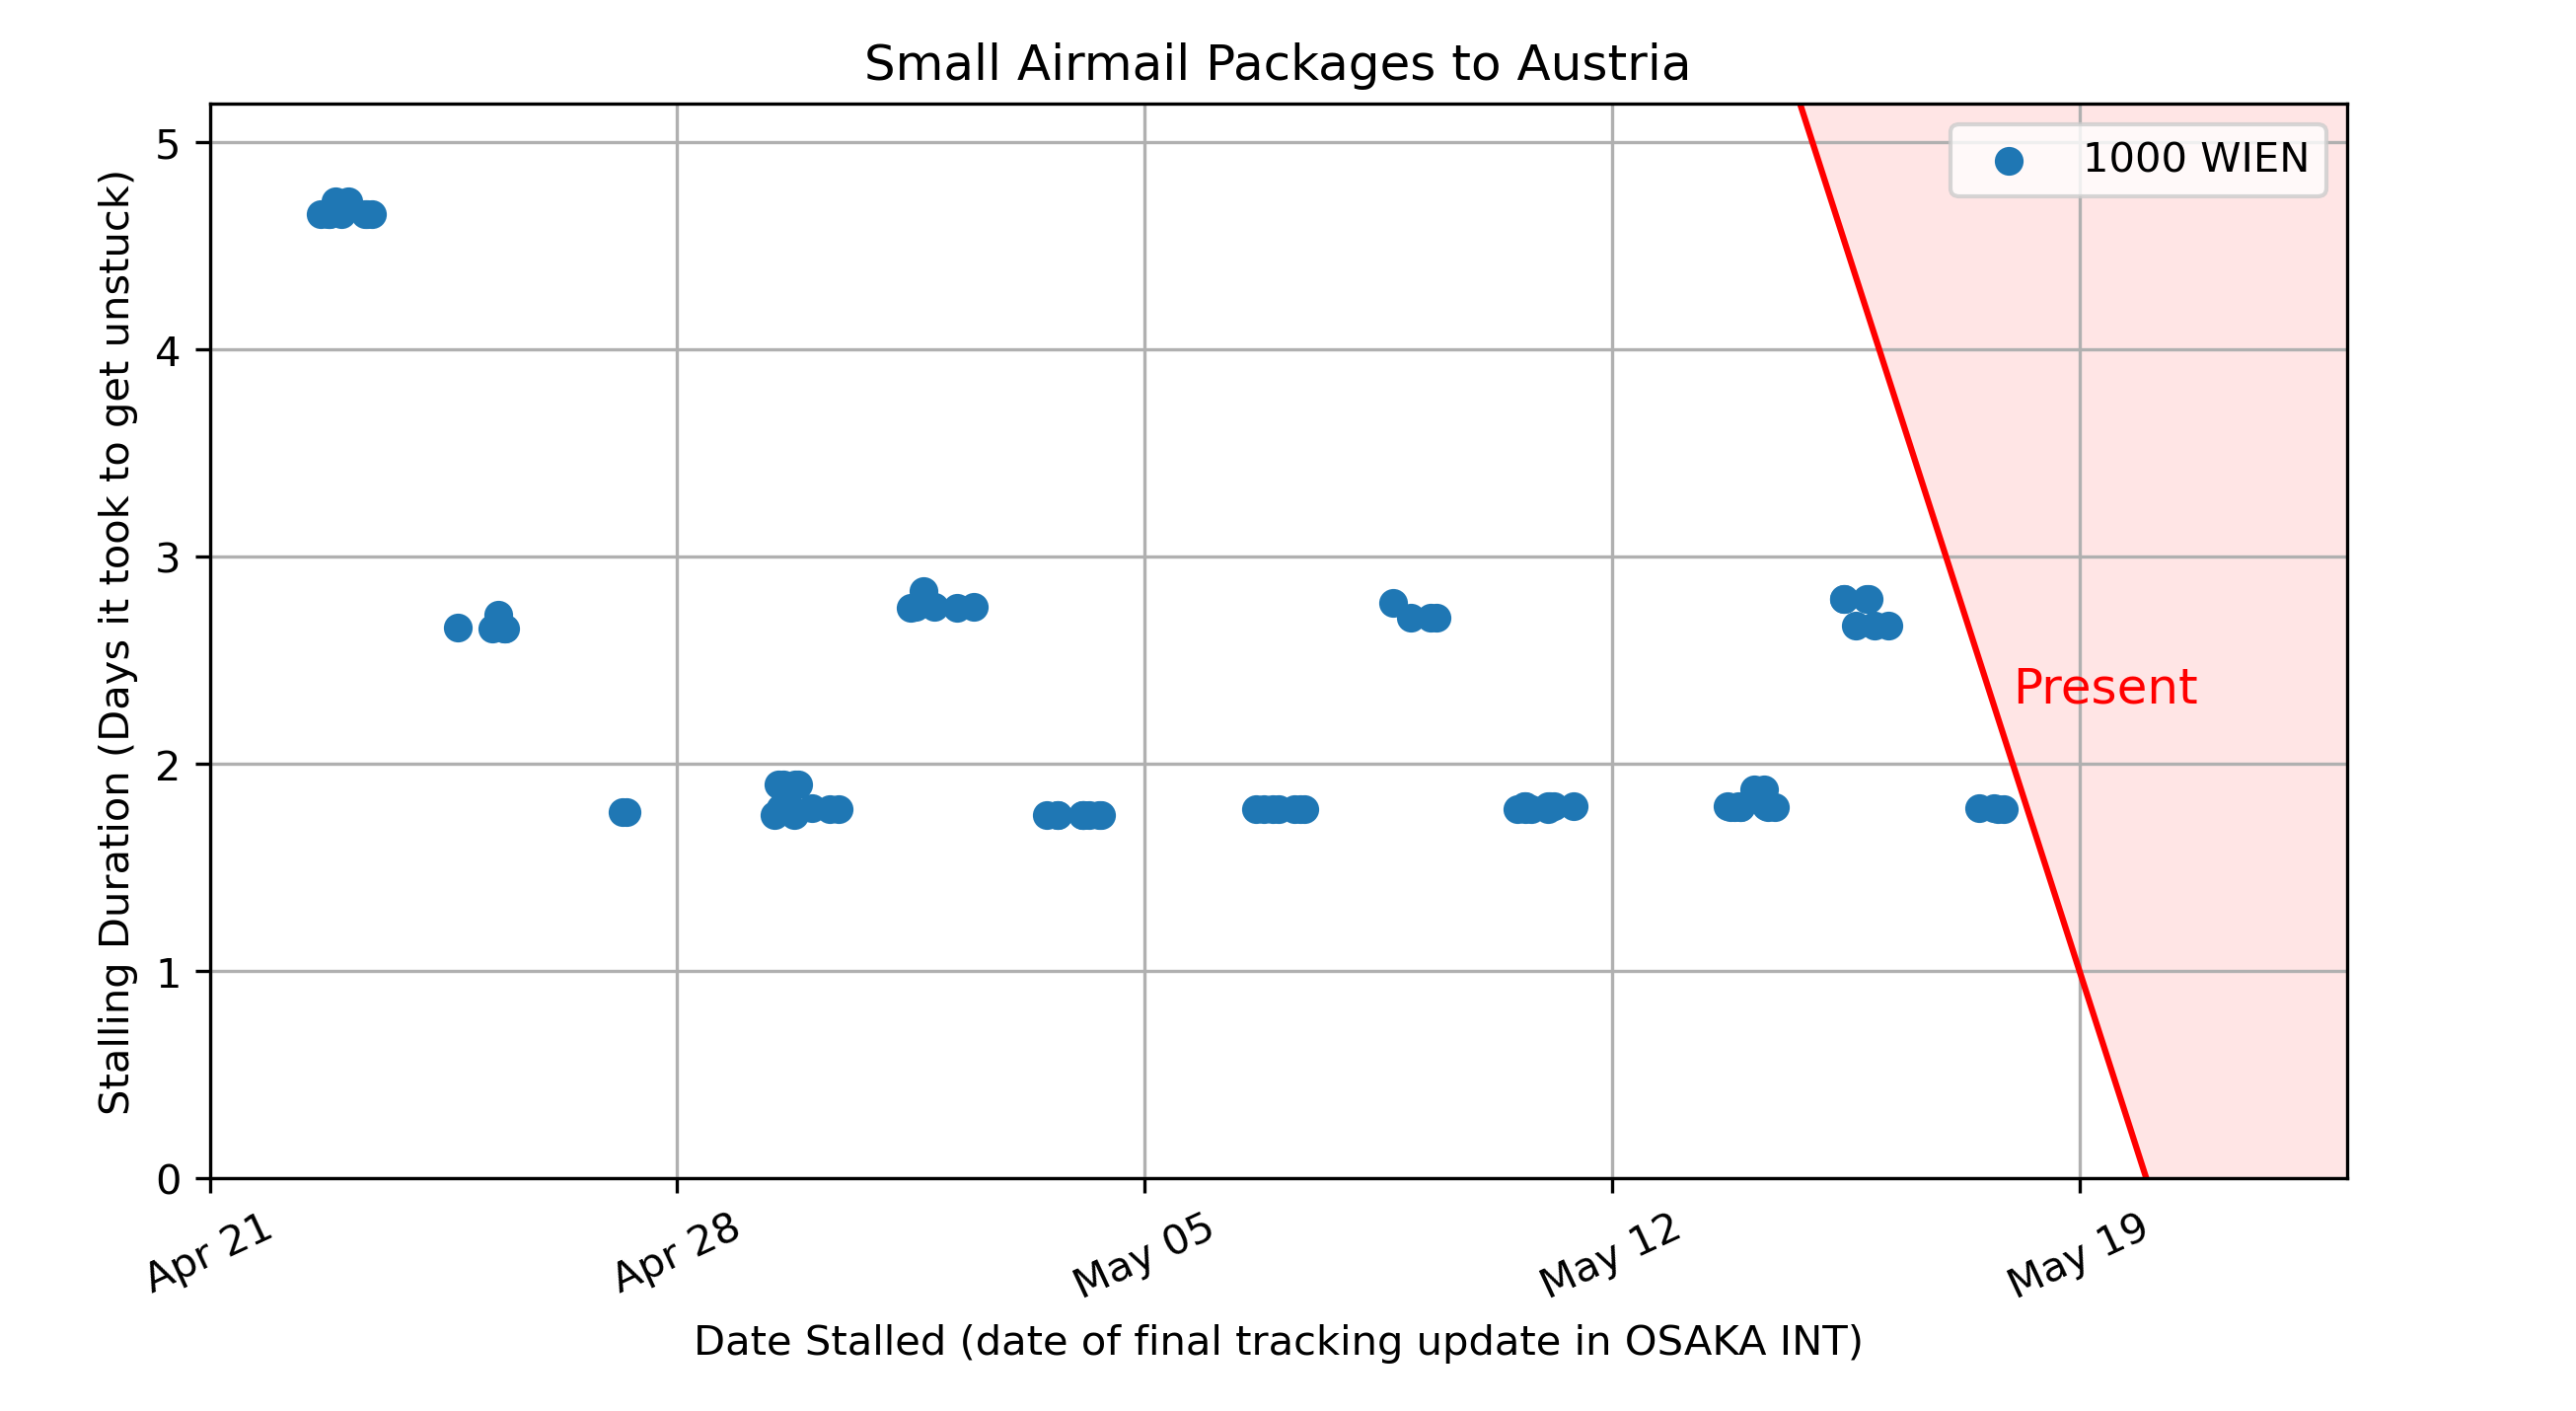 Small Airmail Packages to Austria
Stalling Duration (Days it took to get unstuck)
5
4
3
2
1
0
1000 WIEN
Present
Apr 21
Apr 28
May 05
May 12
May 19
Date Stalled (date of final tracking update in OSAKA INT)